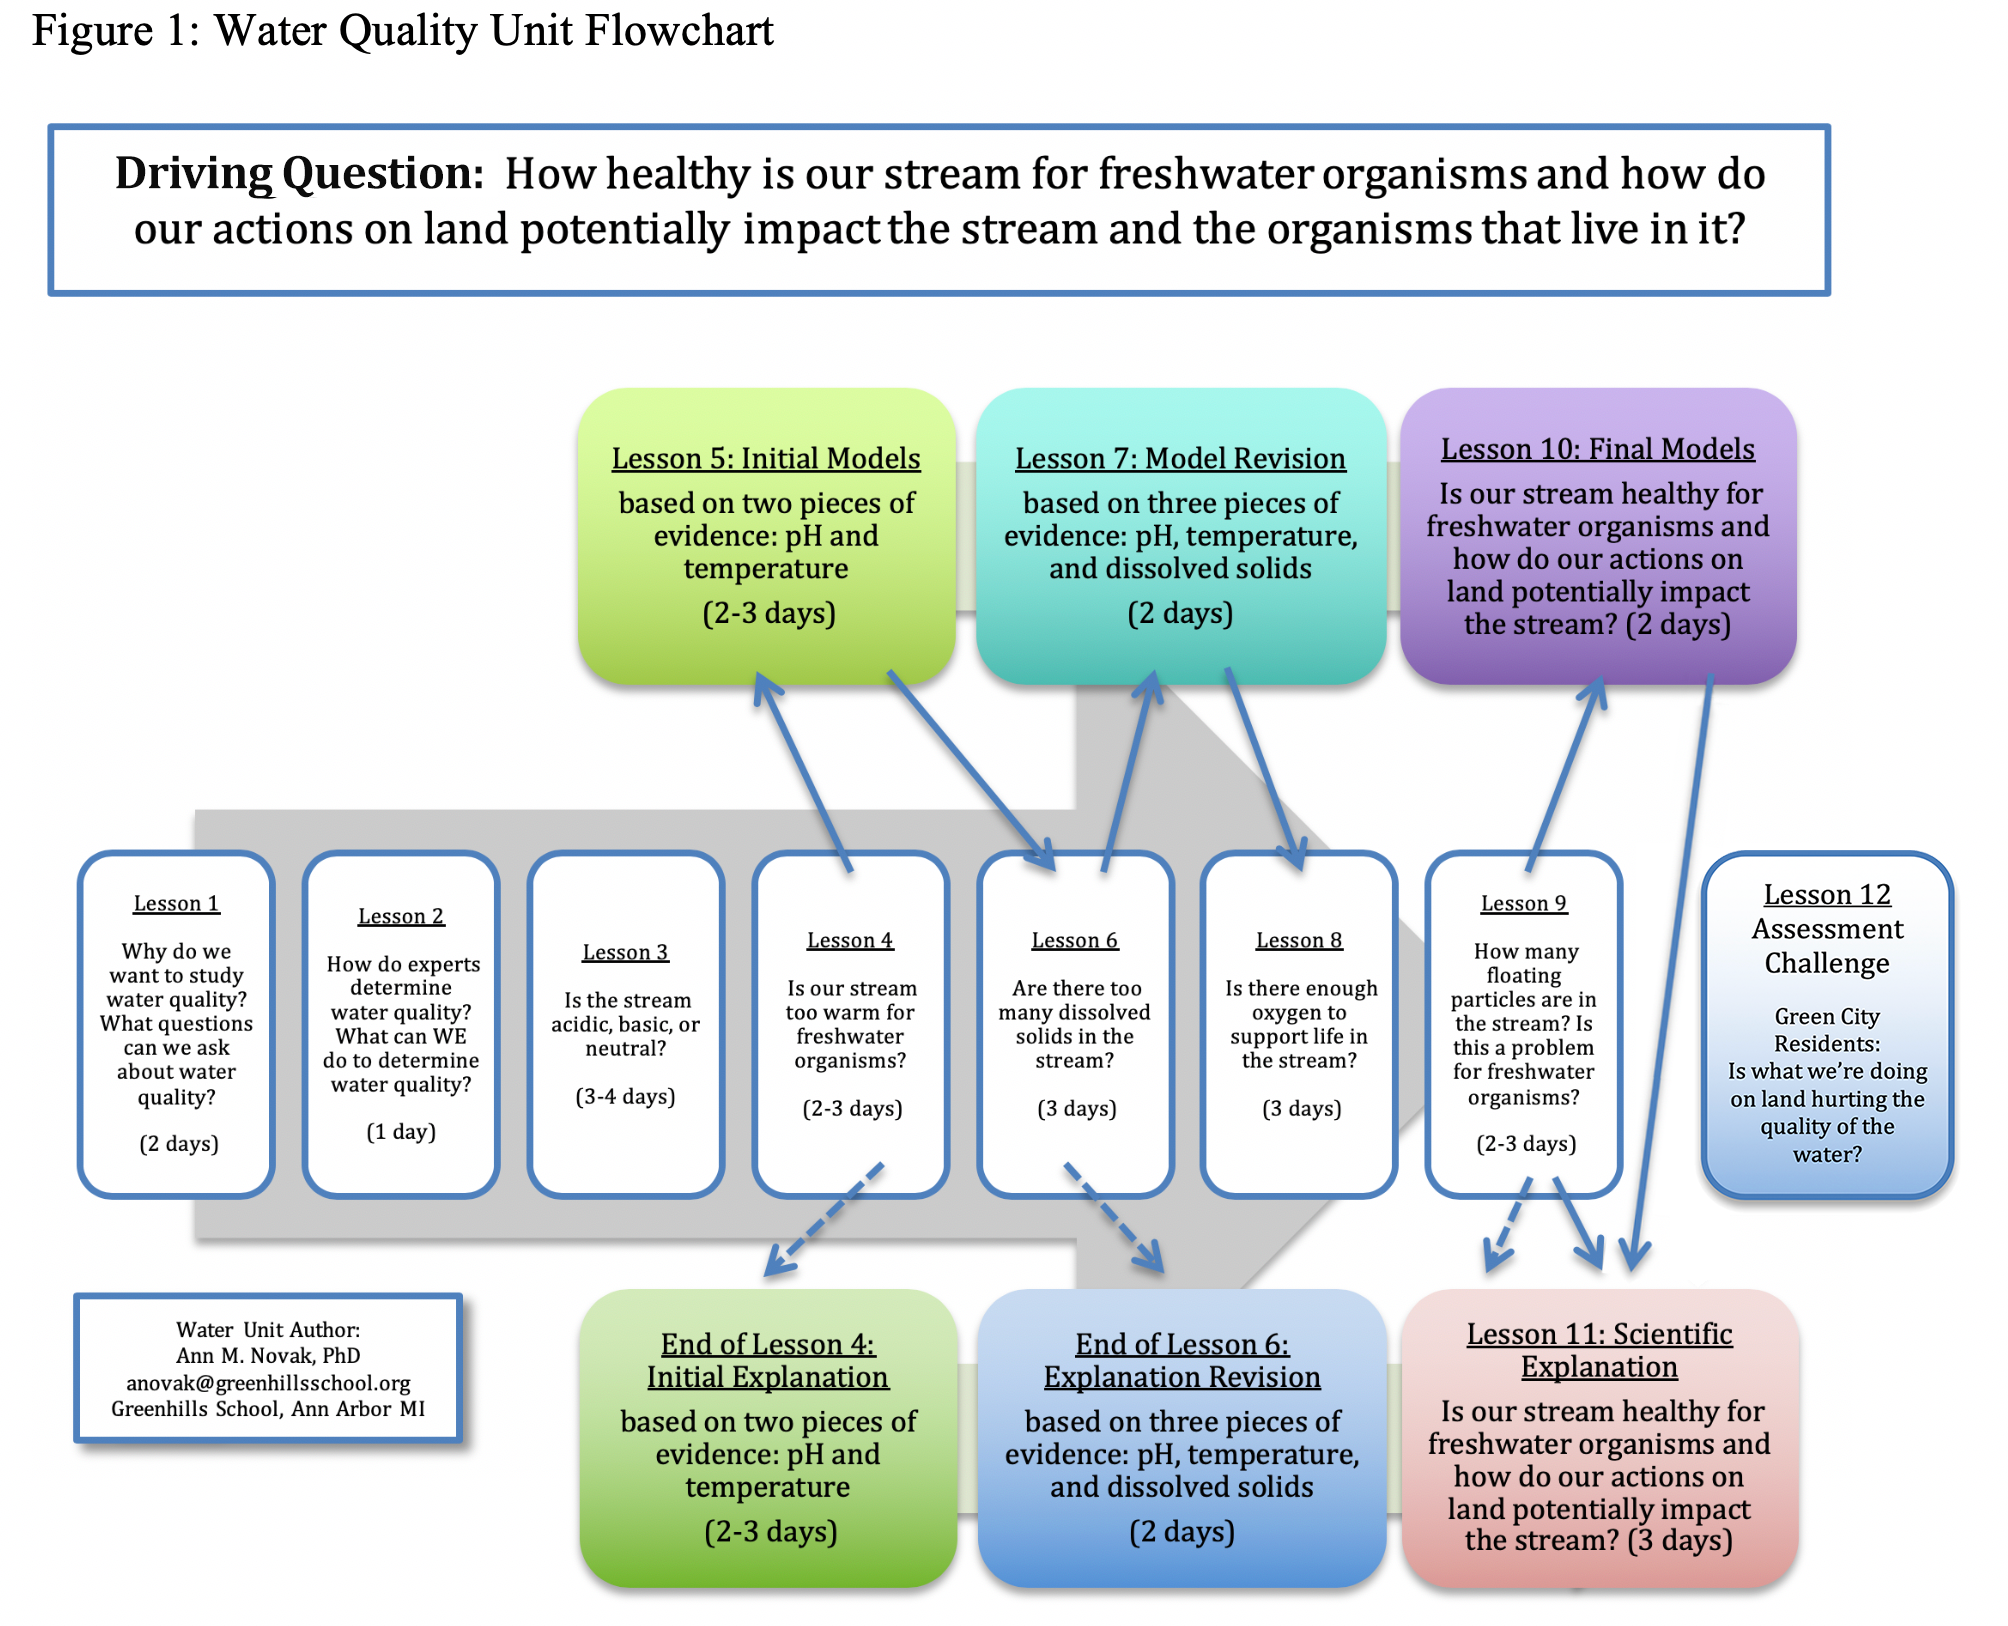 Figure 1: Water Quality Unit Flowchart
Driving Question: How healthy is our stream for freshwater organisms and how do
our actions on land potentially impact the stream and the organisms that live in it?
Lesson 5: Initial Models
based on two pieces of
evidence: pH and
temperature
(2-3 days)
Lesson 7: Model Revision
based on three pieces of
evidence: pH, temperature,
and dissolved solids
(2 days)
Lesson 10: Final Models
Is our stream healthy for
freshwater organisms and
how do our actions on
land potentially impact
the stream? (2 days)
Lesson 1
Why do we
want to study
water quality?
What questions
can we ask
about water
quality?
(2 days)
Lesson 2
How do experts
determine
water quality?
What can WE
do to determine
water quality?
(1 day)
Lesson 3
Is the stream
acidic, basic, or
neutral?
(3-4 days)
Lesson 4
Is our stream
too warm for
freshwater
organisms?
(2-3 days)
Lesson 6
Are there too
many dissolved
solids in the
stream?
(3 days)
Lesson 8
Is there enough
oxygen to
support life in
the stream?
(3 days)
Lesson 9
How many
floating
particles are in
the stream? Is
this a problem
for freshwater
organisms?
(2-3 days)
Lesson 12
Assessment
Challenge
Green City
Residents:
Is what we're doing
on land hurting the
quality of the
water?
Water Unit Author:
Ann M. Novak, PhD
anovak@greenhillsschool.org
Greenhills School, Ann Arbor MI
End of Lesson 4:
Initial Explanation
based on two pieces of
evidence: pH and
temperature
(2-3 days)
End of Lesson 6:
Explanation Revision
based on three pieces of
evidence: pH, temperature,
and dissolved solids
(2 days)
Lesson 11: Scientific
Explanation
Is our stream healthy for
freshwater organisms and
how do our actions on
land potentially impact
the stream? (3 days)